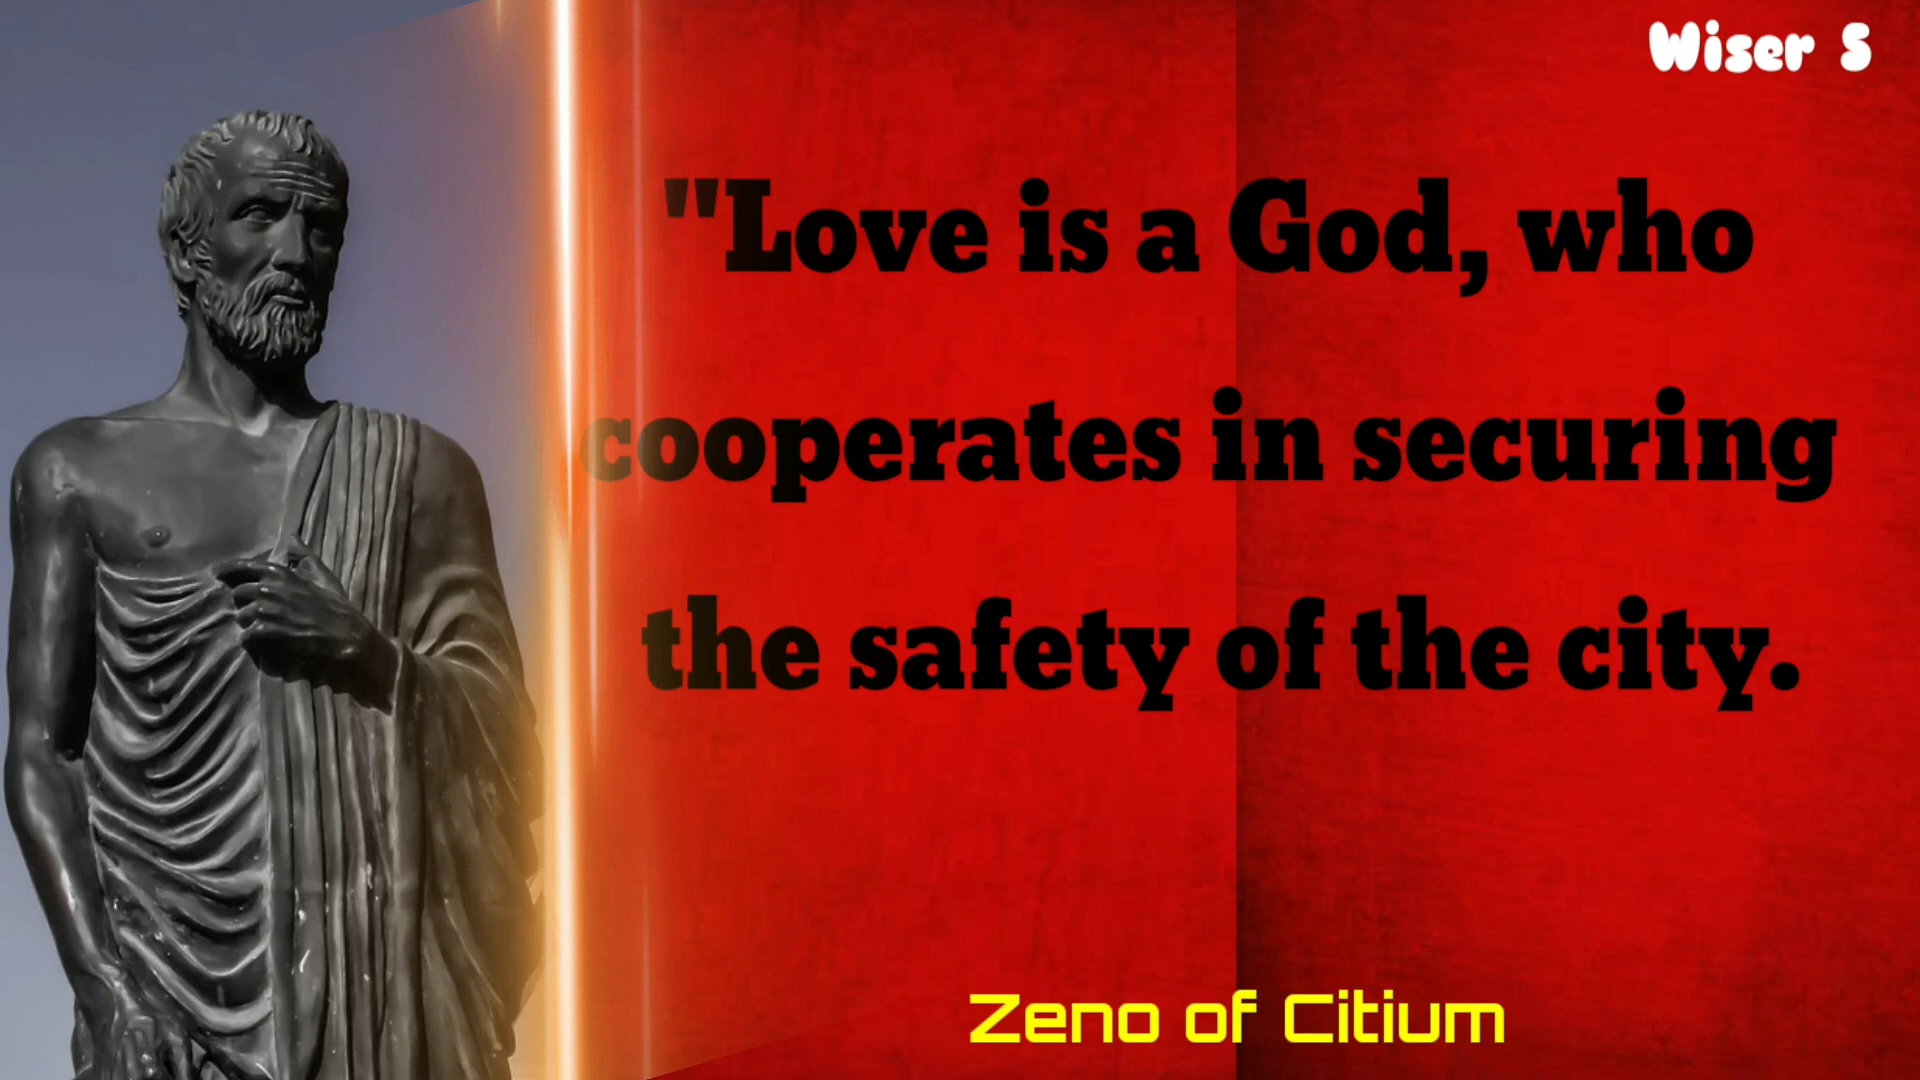 Wiser S
"Love is a God, who
cooperates in securing
the safety of the city.
Zeno of Citium